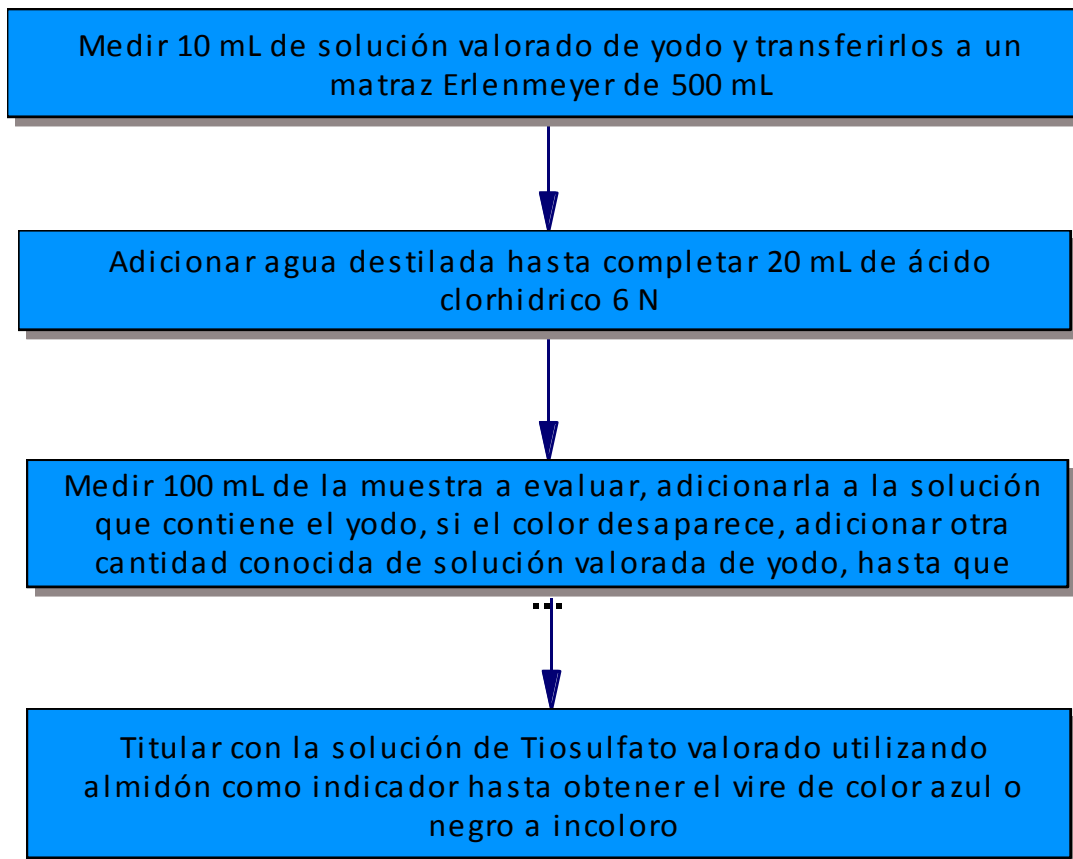 Medir 10 mL de solución valorado de yodo y transferirlos a un
matraz Erlenmeyer de 500 mL
Adicionar agua destilada hasta completar 20 mL de ácido
clorhidrico 6 N
Medir 100 mL de la muestra a evaluar, adicionarla a la solución
que contiene el yodo, si el color desaparece, adicionar otra
cantidad conocida de solución valorada de yodo, hasta que
...
Titular con la solución de Tiosulfato valorado utilizando
almidón como indicador hasta obtener el vire de color azul o
negro a incoloro